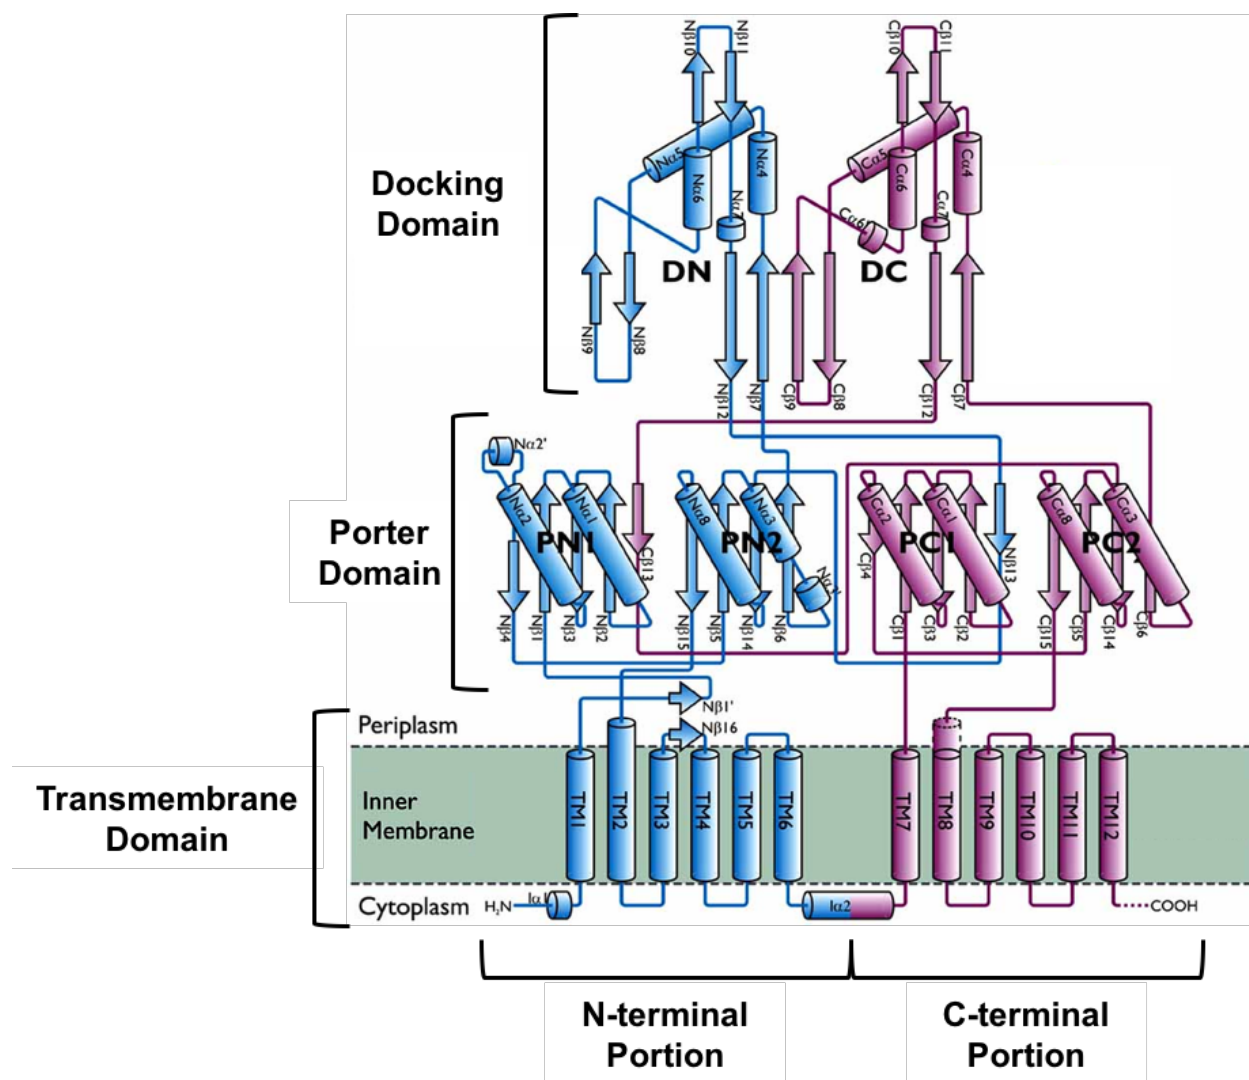 Nβ10
Nβ11
Cβ10
Cβ11
Docking
Domain
Nα5
Nα6
Nα7
Nα4
Cα5
Cα6
Cα6'
Cα7
Cα4
DN
DC
Nβ9
Nβ8
Nβ12
Nβ7
Cβ9
Cβ8
Cβ12
Cβ7
Porter
Domain
Nα2'
Nα2
Nα1
Nα8
Nα3
Nα3'
Cα2
Cα1
Cα8
Cα3
PN1
PN2
PC1
PC2
Cβ13
Cβ4
Nβ13
Nβ4
Nβ1
Nβ3
Nβ2
Nβ15
Nβ5
Nβ14
Nβ6
Cβ1
Cβ3
Cβ2
Cβ15
Cβ5
Cβ14
Cβ6
Nβ1'
Nβ16
Periplasm
Transmembrane
Domain
Inner
Membrane
TM1
TM2
TM3
TM4
TM5
TM6
TM7
TM8
TM9
TM10
TM11
TM12
Cytoplasm
H₂N
Iα1
Iα2
COOH
N-terminal
Portion
C-terminal
Portion